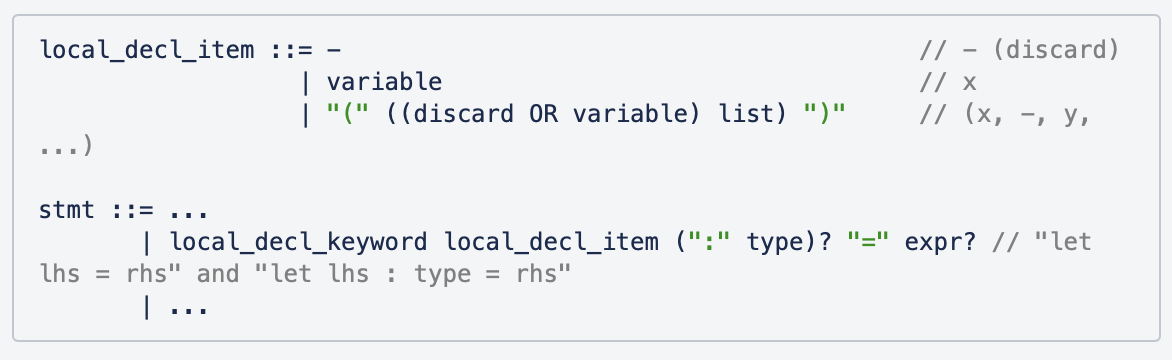 local_decl_item ::= -                                      // - (discard)
                  | variable                               // x
                  | "(" ((discard OR variable) list) ")"     // (x, -, y,
...)
stmt ::= ...
       | local_decl_keyword local_decl_item (":" type)? "=" expr? // "let
lhs = rhs" and "let lhs : type = rhs"
       | ...